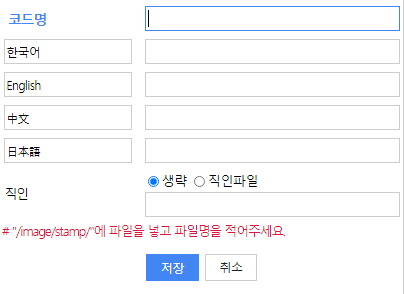 코드명
한국어
English
中文
日本語
직인 생략 직인파일
# "/image/stamp/"에 파일을 넣고 파일명을 적어주세요.
저장 취소